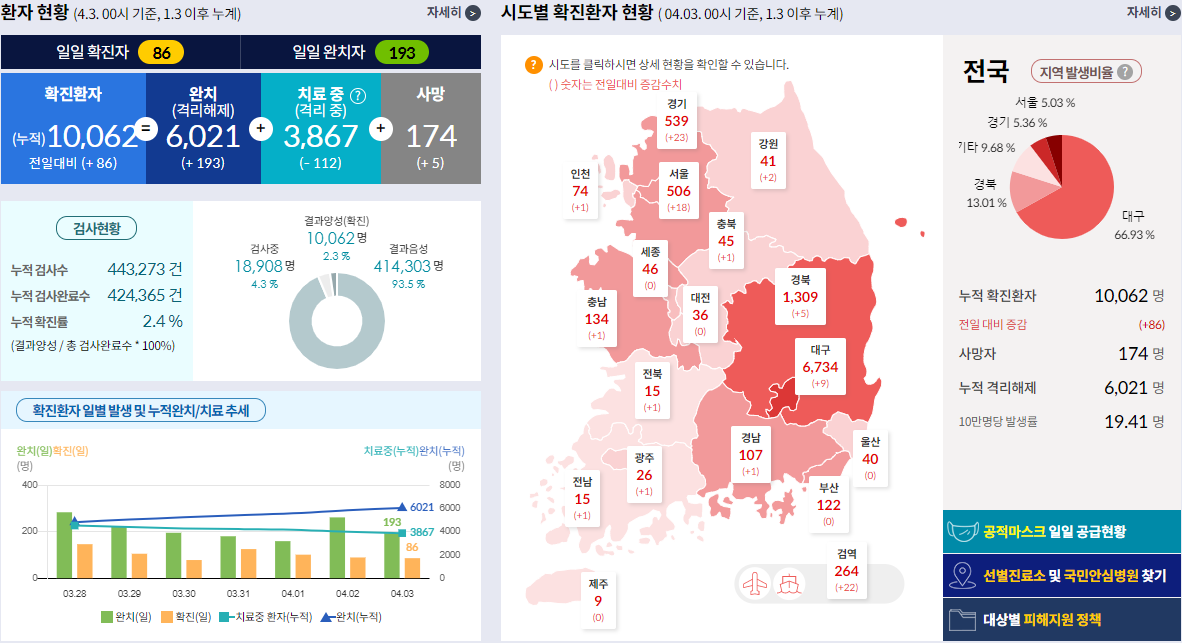 환자 현황 (4.3. 00시 기준, 1.3 이후 누계)
자세히 >
일일 확진자 86
일일 완치자 193
확진환자
(누적)10,062
전일대비 (+ 86)
=
완치
(격리해제)
6,021
(+ 193)
+
치료 중 ?
(격리 중)
3,867
(- 112)
+
사망
174
(+ 5)
검사현황
누적 검사수 443,273 건
누적 검사완료수 424,365 건
누적 확진률 2.4 %
(결과양성 / 총 검사완료수 * 100%)
결과양성(확진)
10,062 명
2.3 %
검사중
18,908 명
4.3 %
결과음성
414,303 명
93.5 %
확진환자 일별 발생 및 누적완치/치료 추세
완치(일)확진(일)
(명)
치료중(누적)완치(누적)
(명)
400
200
0
8000
6000
4000
2000
0
6021
193
3867
86
03.28
03.29
03.30
03.31
04.01
04.02
04.03
완치(일)
확진(일)
치료중 환자(누적)
완치(누적)
시도별 확진환자 현황 ( 04.03. 00시 기준, 1.3 이후 누계)
자세히 >
? 시도를 클릭하시면 상세 현황을 확인할 수 있습니다.
( ) 숫자는 전일대비 증감수치
경기
539
(+23)
강원
41
(+2)
인천
74
(+1)
서울
506
(+18)
충북
45
(+1)
세종
46
(0)
경북
1,309
(+5)
충남
134
(+1)
대전
36
(0)
대구
6,734
(+9)
전북
15
(+1)
경남
107
(+1)
울산
40
(0)
광주
26
(+1)
전남
15
(+1)
부산
122
(0)
검역
264
(+22)
제주
9
(0)
전국
지역 발생비율 ?
서울 5.03 %
경기 5.36 %
기타 9.68 %
경북
13.01 %
대구
66.93 %
누적 확진환자 10,062 명
전일 대비 증감 (+86)
사망자 174 명
누적 격리해제 6,021 명
10만명당 발생률 19.41 명
공적마스크 일일 공급현황
선별진료소 및 국민안심병원 찾기
대상별 피해지원 정책